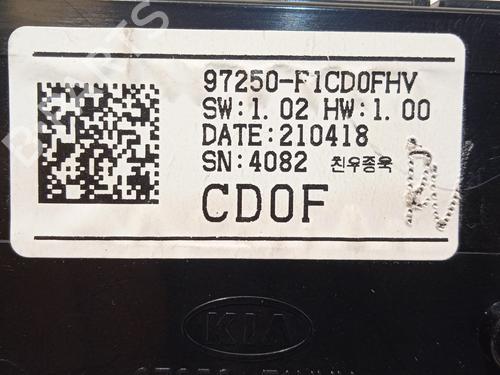 97250-F1CD0FHV
SW:1.02 HW:1.00
DATE:210418
SN:4082 친우종욱
CD0F
KIA